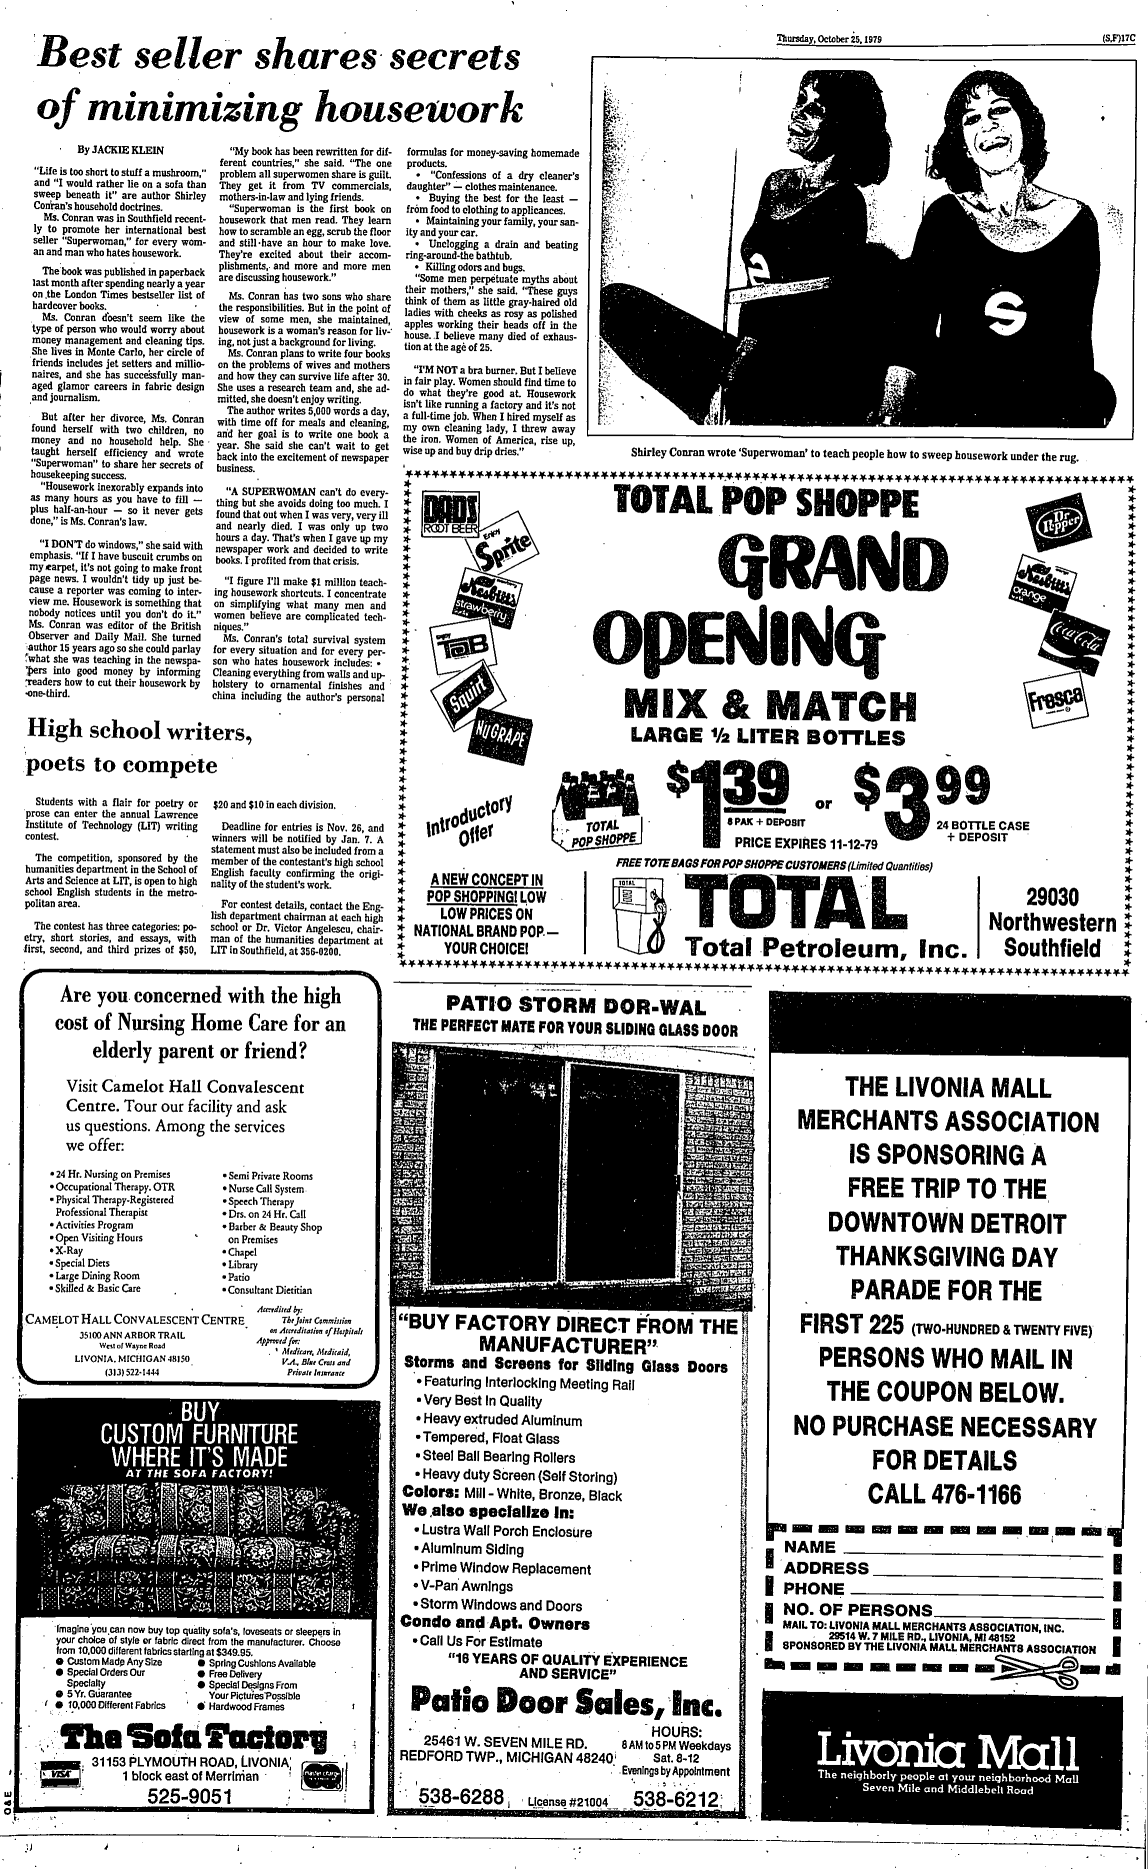 Thursday, October 25, 1979
(S,F)17C
Best seller shares secrets
of minimizing housework
By JACKIE KLEIN
"Life is too short to stuff a mushroom,"
and "I would rather lie on a sofa than
sweep beneath it" are author Shirley
Conran's household doctrines.
Ms. Conran was in Southfield recent-
ly to promote her international best
seller "Superwoman," for every wom-
an and man who hates housework.
The book was published in paperback
last month after spending nearly a year
on the London Times bestseller list of
hardcover books.
Ms. Conran doesn't seem like the
type of person who would worry about
money management and cleaning tips.
She lives in Monte Carlo, her circle of
friends includes jet setters and millio-
naires, and she has successfully man-
aged glamor careers in fabric design
and journalism.
But after her divorce, Ms. Conran
found herself with two children, no
money and no household help. She
taught herself efficiency and wrote
"Superwoman" to share her secrets of
housekeeping success.
"Housework inexorably expands into
as many hours as you have to fill —
plus half-an-hour — so it never gets
done," is Ms. Conran's law.
"I DON'T do windows," she said with
emphasis. "If I have buscuit crumbs on
my carpet, it's not going to make front
page news. I wouldn't tidy up just be-
cause a reporter was coming to inter-
view me. Housework is something that
nobody notices until you don't do it."
Ms. Conran was editor of the British
Observer and Daily Mail. She turned
author 15 years ago so she could parlay
what she was teaching in the newspa-
pers into good money by informing
readers how to cut their housework by
one-third.
"My book has been rewritten for dif-
ferent countries," she said. "The one
problem all superwomen share is guilt.
They get it from TV commercials,
mothers-in-law and lying friends.
"Superwoman is the first book on
housework that men read. They learn
how to scramble an egg, scrub the floor
and still have an hour to make love.
They're excited about their accom-
plishments, and more and more men
are discussing housework."
Ms. Conran has two sons who share
the responsibilities. But in the point of
view of some men, she maintained,
housework is a woman's reason for liv-
ing, not just a background for living.
Ms. Conran plans to write four books
on the problems of wives and mothers
and how they can survive life after 30.
She uses a research team and, she ad-
mitted, she doesn't enjoy writing.
The author writes 5,000 words a day,
with time off for meals and cleaning,
and her goal is to write one book a
year. She said she can't wait to get
back into the excitement of newspaper
business.
"A SUPERWOMAN can't do every-
thing but she avoids doing too much. I
found that out when I was very, very ill
and nearly died. I was only up two
hours a day. That's when I gave up my
newspaper work and decided to write
books. I profited from that crisis.
"I figure I'll make $1 million teach-
ing housework shortcuts. I concentrate
on simplifying what many men and
women believe are complicated tech-
niques."
Ms. Conran's total survival system
for every situation and for every per-
son who hates housework includes: •
Cleaning everything from walls and up-
holstery to ornamental finishes and
china including the author's personal
formulas for money-saving homemade
products.
• "Confessions of a dry cleaner's
daughter" — clothes maintenance.
• Buying the best for the least —
from food to clothing to applicances.
• Maintaining your family, your san-
ity and your car.
• Unclogging a drain and beating
ring-around-the bathtub.
• Killing odors and bugs.
"Some men perpetuate myths about
their mothers," she said. "These guys
think of them as little gray-haired old
ladies with cheeks as rosy as polished
apples working their heads off in the
house. I believe many died of exhaus-
tion at the age of 25.
"I'M NOT a bra burner. But I believe
in fair play. Women should find time to
do what they're good at. Housework
isn't like running a factory and it's not
a full-time job. When I hired myself as
my own cleaning lady, I threw away
the iron. Women of America, rise up,
wise up and buy drip dries."
S
S
Shirley Conran wrote 'Superwoman' to teach people how to sweep housework under the rug.
High school writers,
poets to compete
Students with a flair for poetry or
prose can enter the annual Lawrence
Institute of Technology (LIT) writing
contest.
The competition, sponsored by the
humanities department in the School of
Arts and Science at LIT, is open to high
school English students in the metro-
politan area.
The contest has three categories: po-
etry, short stories, and essays, with
first, second, and third prizes of $50,
$20 and $10 in each division.
Deadline for entries is Nov. 26, and
winners will be notified by Jan. 7. A
statement must also be included from a
member of the contestant's high school
English faculty confirming the origi-
nality of the student's work.
For contest details, contact the Eng-
lish department chairman at each high
school or Dr. Victor Angelescu, chair-
man of the humanities department at
LIT in Southfield, at 356-0200.
TOTAL POP SHOPPE
GRAND
OPENING
MIX & MATCH
LARGE ½ LITER BOTTLES
DADS
ROOT BEER
Enjoy
Sprite
Nesbitt's
strawberry
TAB
Squirt
NuGRAPE
Dr Pepper
Nesbitt's
orange
Coca-Cola
Fresca
Introductory
Offer
TOTAL
POP SHOPPE
$1.39
8 PAK + DEPOSIT
or
$3.99
24 BOTTLE CASE
+ DEPOSIT
PRICE EXPIRES 11-12-79
FREE TOTE BAGS FOR POP SHOPPE CUSTOMERS (Limited Quantities)
A NEW CONCEPT IN
POP SHOPPING! LOW
LOW PRICES ON
NATIONAL BRAND POP —
YOUR CHOICE!
TOTAL
TOTAL
Total Petroleum, Inc.
29030
Northwestern
Southfield
Are you concerned with the high
cost of Nursing Home Care for an
elderly parent or friend?
Visit Camelot Hall Convalescent
Centre. Tour our facility and ask
us questions. Among the services
we offer:
• 24 Hr. Nursing on Premises
• Occupational Therapy. OTR
• Physical Therapy-Registered
Professional Therapist
• Activities Program
• Open Visiting Hours
• X-Ray
• Special Diets
• Large Dining Room
• Skilled & Basic Care
• Semi Private Rooms
• Nurse Call System
• Speech Therapy
• Drs. on 24 Hr. Call
• Barber & Beauty Shop
on Premises
• Chapel
• Library
• Patio
• Consultant Dietitian
CAMELOT HALL CONVALESCENT CENTRE
35100 ANN ARBOR TRAIL
West of Wayne Road
LIVONIA, MICHIGAN 48150
(313) 522-1444
Accredited by:
The Joint Commission
on Accreditation of Hospitals
Approved for:
Medicare, Medicaid,
V.A., Blue Cross and
Private Insurance
BUY
CUSTOM FURNITURE
WHERE IT'S MADE
AT THE SOFA FACTORY!
Imagine you can now buy top quality sofa's, loveseats or sleepers in
your choice of style or fabric direct from the manufacturer. Choose
from 10,000 different fabrics starting at $349.95.
• Custom Made Any Size
• Special Orders Our
Specialty
• 5 Yr. Guarantee
• 10,000 Different Fabrics
• Spring Cushions Available
• Free Delivery
• Special Designs From
Your Pictures Possible
• Hardwood Frames
The Sofa Factory
31153 PLYMOUTH ROAD, LIVONIA
1 block east of Merriman
525-9051
VISA
master charge
O&E
PATIO STORM DOR-WAL
THE PERFECT MATE FOR YOUR SLIDING GLASS DOOR
"BUY FACTORY DIRECT FROM THE
MANUFACTURER"
Storms and Screens for Sliding Glass Doors
• Featuring Interlocking Meeting Rail
• Very Best In Quality
• Heavy extruded Aluminum
• Tempered, Float Glass
• Steel Ball Bearing Rollers
• Heavy duty Screen (Self Storing)
Colors: Mill - White, Bronze, Black
We also specialize in:
• Lustra Wall Porch Enclosure
• Aluminum Siding
• Prime Window Replacement
• V-Pan Awnings
• Storm Windows and Doors
Condo and Apt. Owners
• Call Us For Estimate
"16 YEARS OF QUALITY EXPERIENCE
AND SERVICE"
Patio Door Sales, Inc.
25461 W. SEVEN MILE RD.
REDFORD TWP., MICHIGAN 48240
HOURS:
8 AM to 5 PM Weekdays
Sat. 8-12
Evenings by Appointment
538-6288
License #21004
538-6212
THE LIVONIA MALL
MERCHANTS ASSOCIATION
IS SPONSORING A
FREE TRIP TO THE
DOWNTOWN DETROIT
THANKSGIVING DAY
PARADE FOR THE
FIRST 225 (TWO-HUNDRED & TWENTY FIVE)
PERSONS WHO MAIL IN
THE COUPON BELOW.
NO PURCHASE NECESSARY
FOR DETAILS
CALL 476-1166
NAME
ADDRESS
PHONE
NO. OF PERSONS
MAIL TO: LIVONIA MALL MERCHANTS ASSOCIATION, INC.
29514 W. 7 MILE RD., LIVONIA, MI 48152
SPONSORED BY THE LIVONIA MALL MERCHANTS ASSOCIATION
Livonia Mall
The neighborly people at your neighborhood Mall
Seven Mile and Middlebelt Road